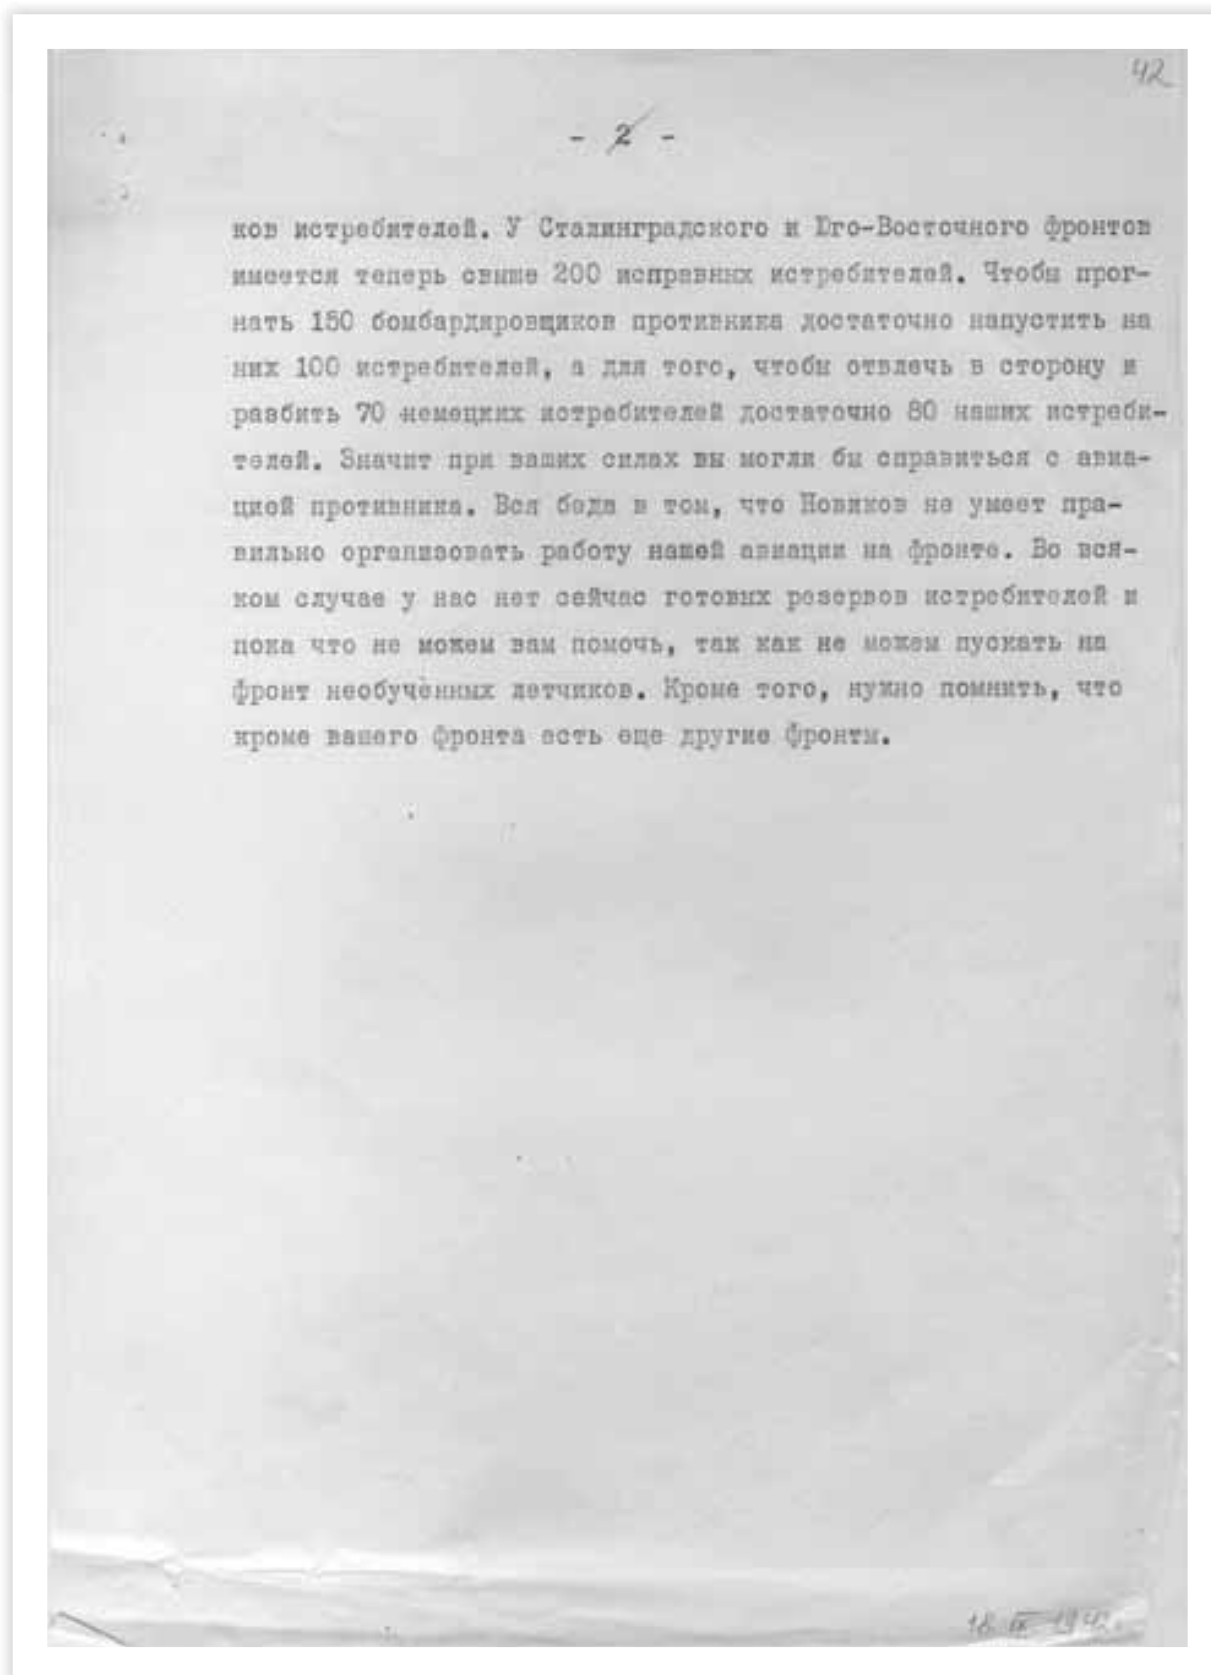 42
- 2 -
ков истребителей. У Сталинградского и Юго-Восточного фронтов
имеется теперь свыше 200 исправных истребителей. Чтобы прог-
нать 150 бомбардировщиков противника достаточно напустить на
них 100 истребителей, а для того, чтобы отвлечь в сторону и
разбить 70 немецких истребителей достаточно 80 наших истреби-
телей. Значит при ваших силах вы могли бы справиться с авиа-
цией противника. Вся беда в том, что Новиков не умеет пра-
вильно организовать работу нашей авиации на фронте. Во вся-
ком случае у нас нет сейчас готовых резервов истребителей и
пока что не можем вам помочь, так как не можем пускать на
фронт необученных летчиков. Кроме того, нужно помнить, что
кроме вашего фронта есть еще другие фронты.
18 IX 1942.